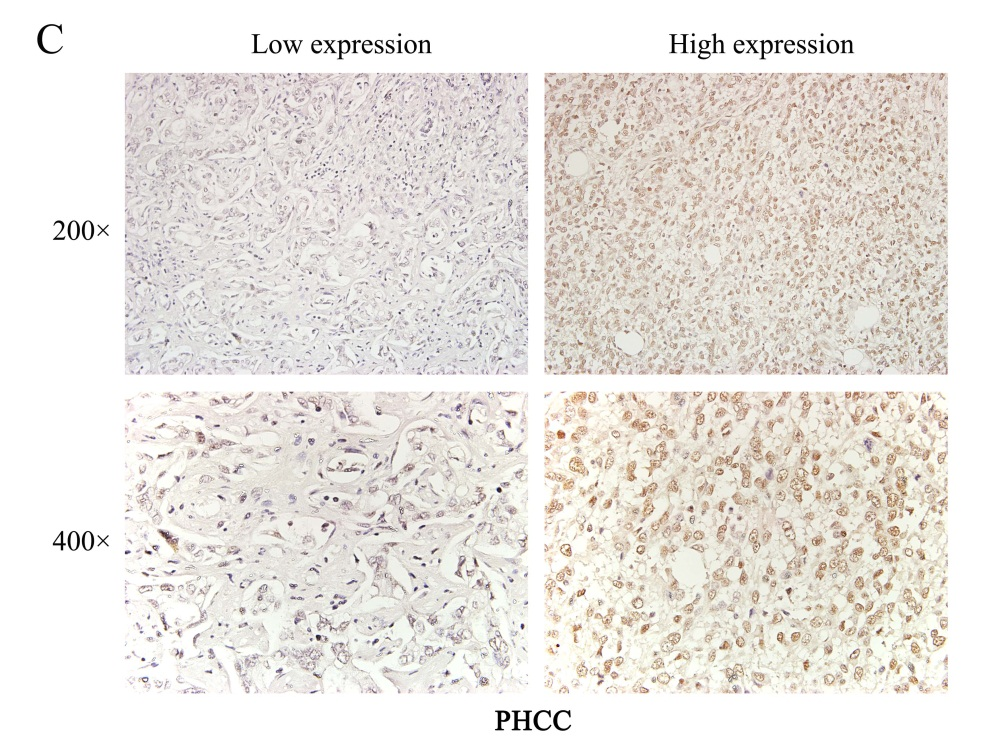 C
Low expression
High expression
200×
400×
PHCC